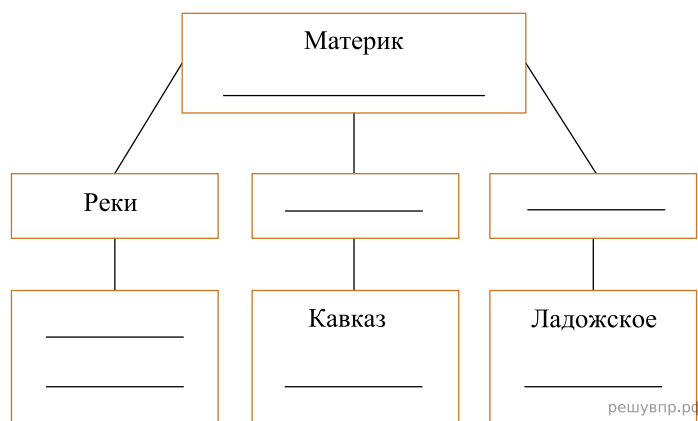 Материк
Реки
Кавказ
Ладожское
решувпр.рф